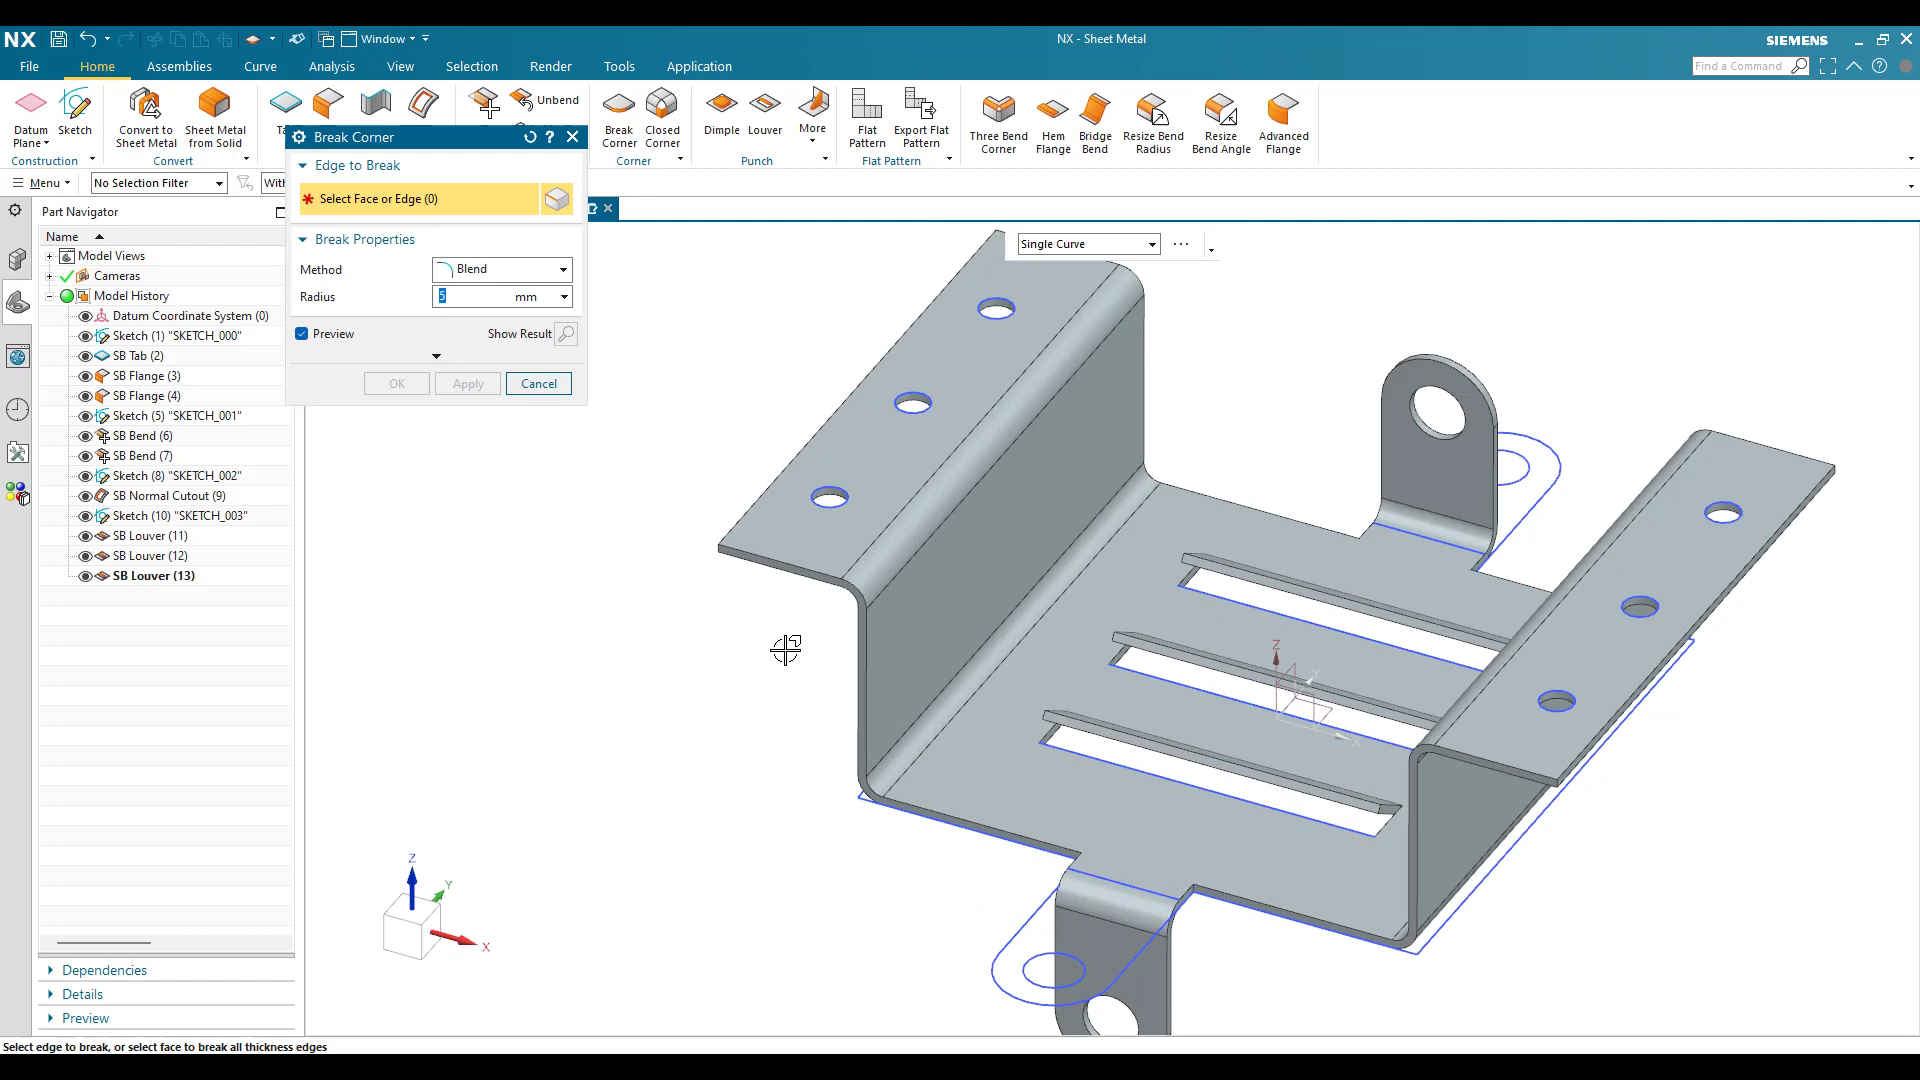 NX
Window
NX - Sheet Metal
SIEMENS
File
Home
Assemblies
Curve
Analysis
View
Selection
Render
Tools
Application
Find a Command
Datum Plane
Sketch
Construction
Convert to Sheet Metal
Sheet Metal from Solid
Convert
Unbend
Break Corner
Closed Corner
Corner
Dimple
Louver
More
Punch
Flat Pattern
Export Flat Pattern
Flat Pattern
Three Bend Corner
Hem Flange
Bridge Bend
Resize Bend Radius
Resize Bend Angle
Advanced Flange
Menu
No Selection Filter
Break Corner
Edge to Break
* Select Face or Edge (0)
Break Properties
Method
Blend
Radius
5
mm
Preview
Show Result
OK
Apply
Cancel
Single Curve
Part Navigator
Name
Model Views
Cameras
Model History
Datum Coordinate System (0)
Sketch (1) "SKETCH_000"
SB Tab (2)
SB Flange (3)
SB Flange (4)
Sketch (5) "SKETCH_001"
SB Bend (6)
SB Bend (7)
Sketch (8) "SKETCH_002"
SB Normal Cutout (9)
Sketch (10) "SKETCH_003"
SB Louver (11)
SB Louver (12)
SB Louver (13)
Dependencies
Details
Preview
Z
Y
X
Z
X
Select edge to break, or select face to break all thickness edges